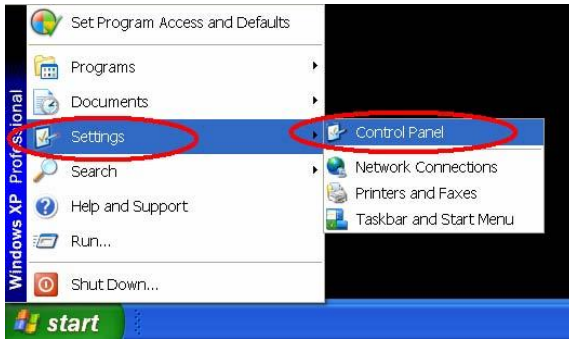 Set Program Access and Defaults
Programs
Documents
Settings
Search
Help and Support
Run...
Shut Down...
Control Panel
Network Connections
Printers and Faxes
Taskbar and Start Menu
Windows XP Professional
start